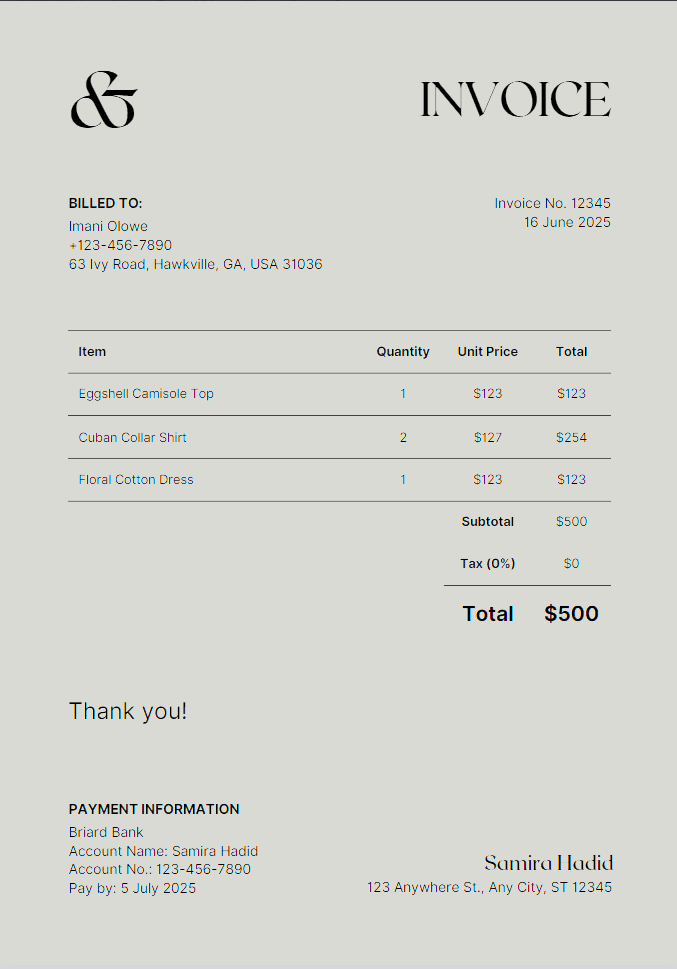 &
INVOICE
BILLED TO:
Imani Olowe
+123-456-7890
63 Ivy Road, Hawkville, GA, USA 31036
Invoice No. 12345
16 June 2025
Item Quantity Unit Price Total
Eggshell Camisole Top 1 $123 $123
Cuban Collar Shirt 2 $127 $254
Floral Cotton Dress 1 $123 $123
Subtotal $500
Tax (0%) $0
Total $500
Thank you!
PAYMENT INFORMATION
Briard Bank
Account Name: Samira Hadid
Account No.: 123-456-7890
Pay by: 5 July 2025
Samira Hadid
123 Anywhere St., Any City, ST 12345